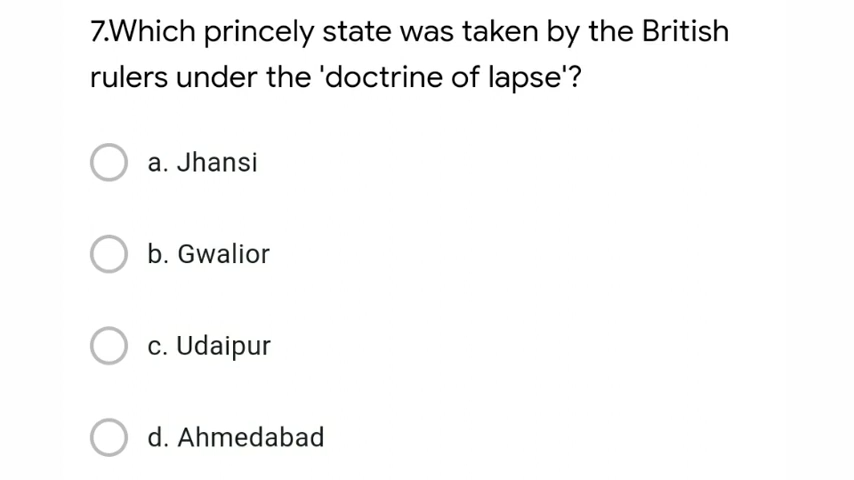 7.Which princely state was taken by the British
rulers under the 'doctrine of lapse'?
a. Jhansi
b. Gwalior
c. Udaipur
d. Ahmedabad